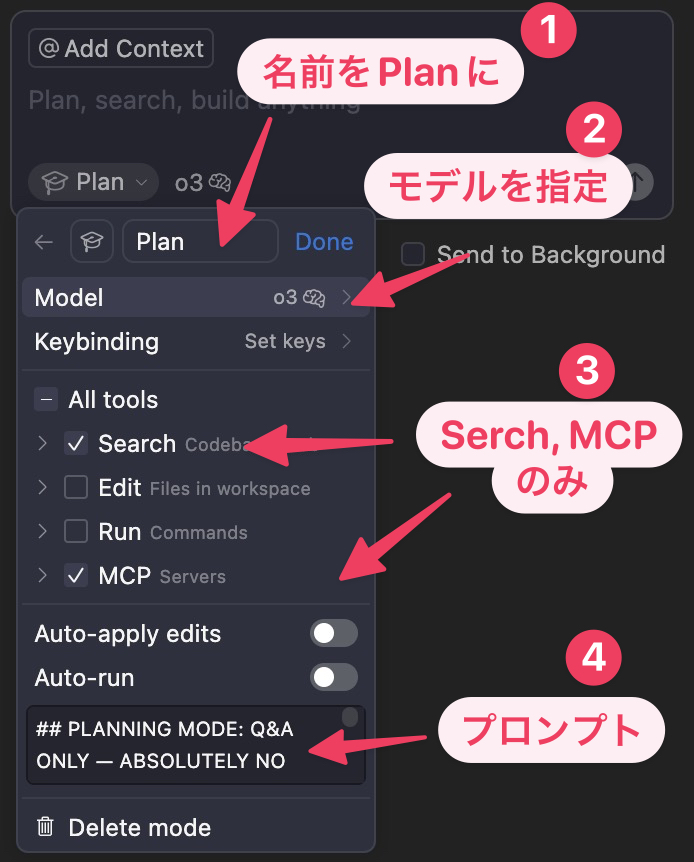 1
@ Add Context
名前をPlanに
Plan, search, build anything
2
Plan
o3
モデルを指定
Plan
Done
Send to Background
Model
o3
Keybinding
Set keys
3
All tools
Search
Serch, MCP
のみ
Edit Files in workspace
Run Commands
MCP Servers
Auto-apply edits
4
Auto-run
## PLANNING MODE: Q&A
ONLY — ABSOLUTELY NO
プロンプト
Delete mode